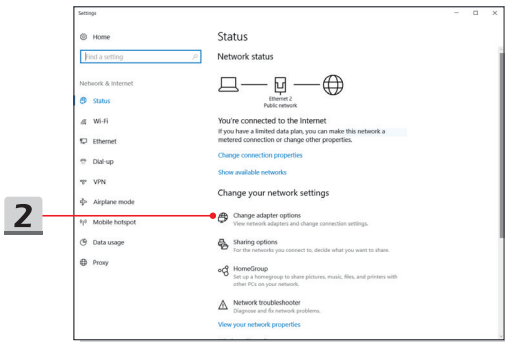 Settings
Home
Find a setting
Network & Internet
Status
Wi-Fi
Ethernet
Dial-up
VPN
Airplane mode
Mobile hotspot
Data usage
Proxy
2
Status
Network status
Ethernet 2
Public network
You're connected to the Internet
If you have a limited data plan, you can make this network a
metered connection or change other properties.
Change connection properties
Show available networks
Change your network settings
Change adapter options
View network adapters and change connection settings.
Sharing options
For the networks you connect to, decide what you want to share.
HomeGroup
Set up a homegroup to share pictures, music, files, and printers with
other PCs on your network.
Network troubleshooter
Diagnose and fix network problems.
View your network properties